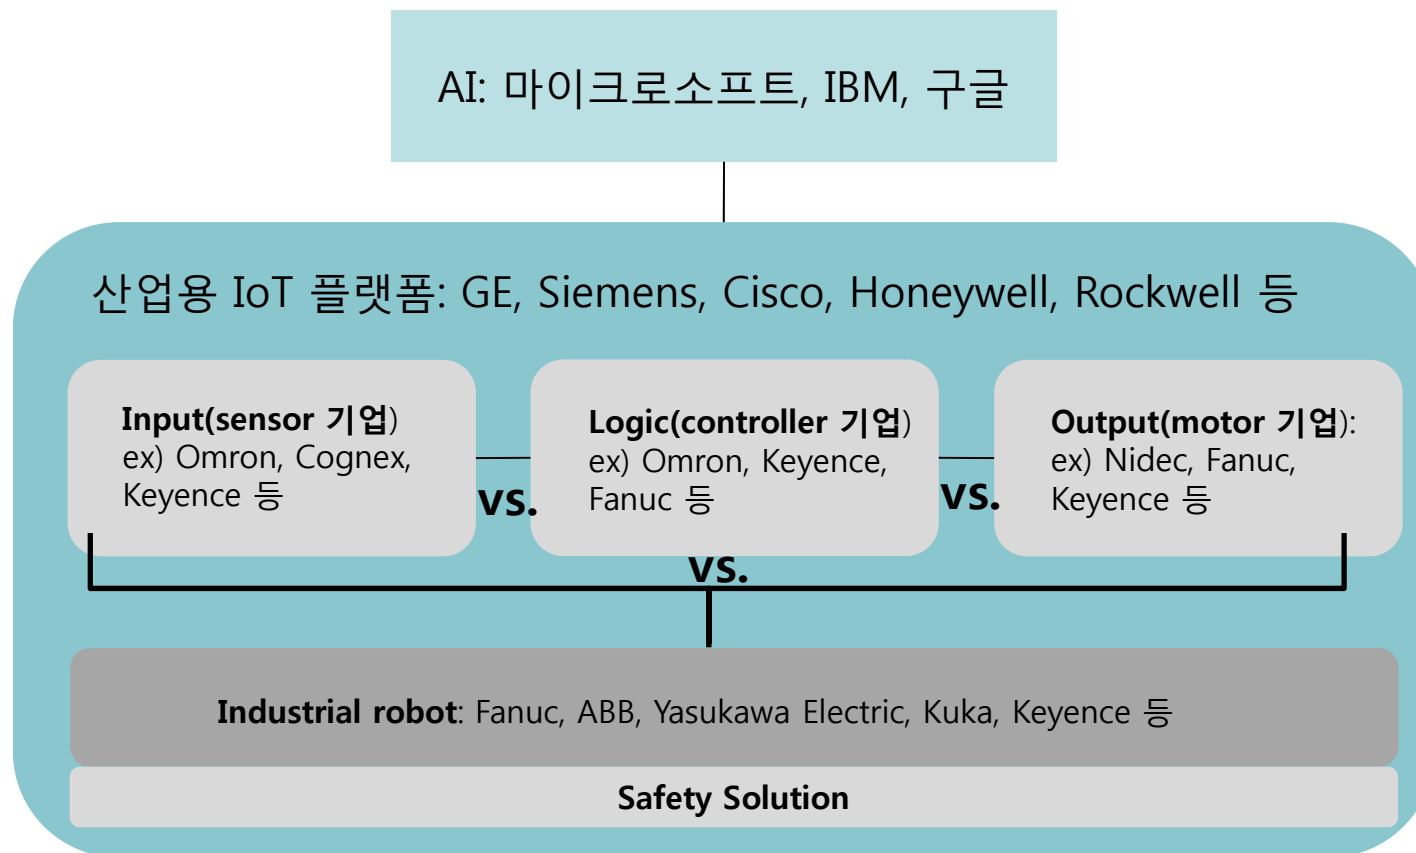 AI: 마이크로소프트, IBM, 구글
산업용 IoT 플랫폼: GE, Siemens, Cisco, Honeywell, Rockwell 등
Input(sensor 기업)
ex) Omron, Cognex,
Keyence 등
vs.
Logic(controller 기업)
ex) Omron, Keyence,
Fanuc 등
vs.
Output(motor 기업):
ex) Nidec, Fanuc,
Keyence 등
vs.
Industrial robot: Fanuc, ABB, Yasukawa Electric, Kuka, Keyence 등
Safety Solution